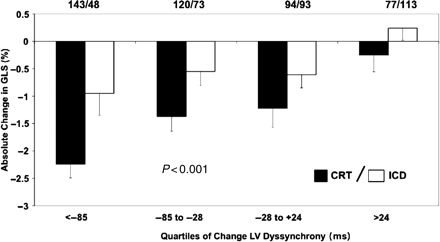 143/48 120/73 94/93 77/113
Absolute Change in GLS (%)
0.5
0
−0.5
−1
−1.5
−2
−2.5
−3
P < 0.001
CRT / ICD
<−85 −85 to −28 −28 to +24 >24
Quartiles of Change LV Dyssynchrony (ms)